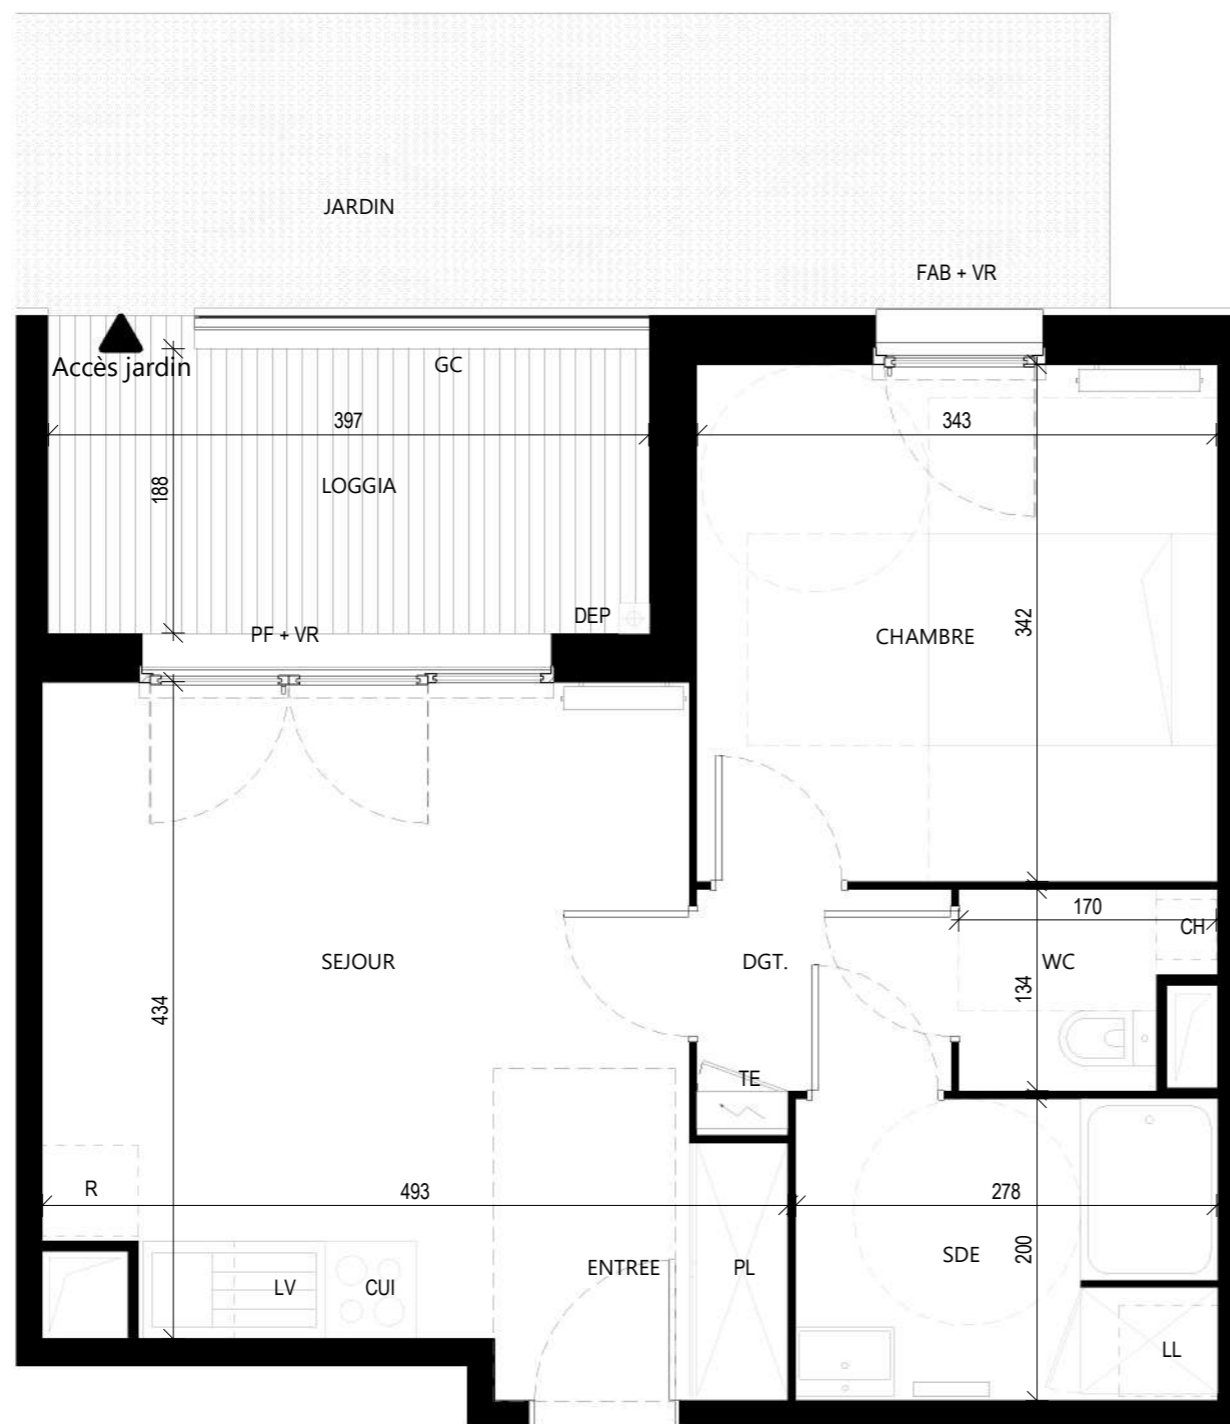 JARDIN
FAB + VR
Accès jardin
GC
397
343
188
LOGGIA
DEP
PF + VR
CHAMBRE
342
170
CH
SEJOUR
DGT.
WC
134
434
TE
R
493
278
200
SDE
ENTREE
PL
LV
CUI
LL